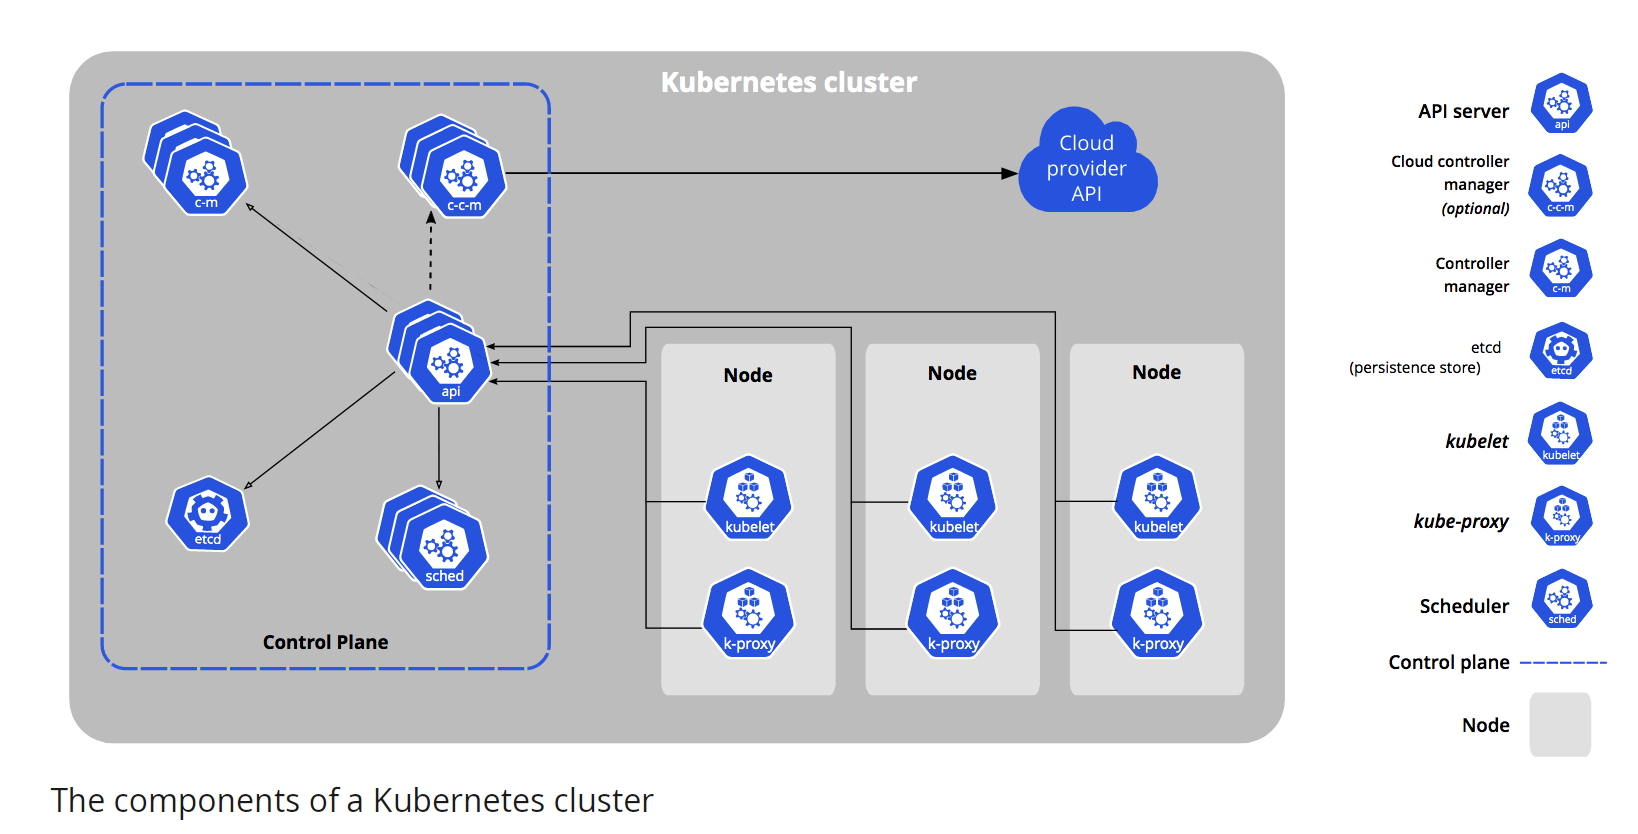 Kubernetes cluster
c-m
c-c-m
Cloud
provider
API
api
etcd
sched
Control Plane
Node
kubelet
k-proxy
Node
kubelet
k-proxy
Node
kubelet
k-proxy
API server
api
Cloud controller
manager
(optional)
c-c-m
Controller
manager
c-m
etcd
(persistence store)
etcd
kubelet
kubelet
kube-proxy
k-proxy
Scheduler
sched
Control plane
Node
The components of a Kubernetes cluster